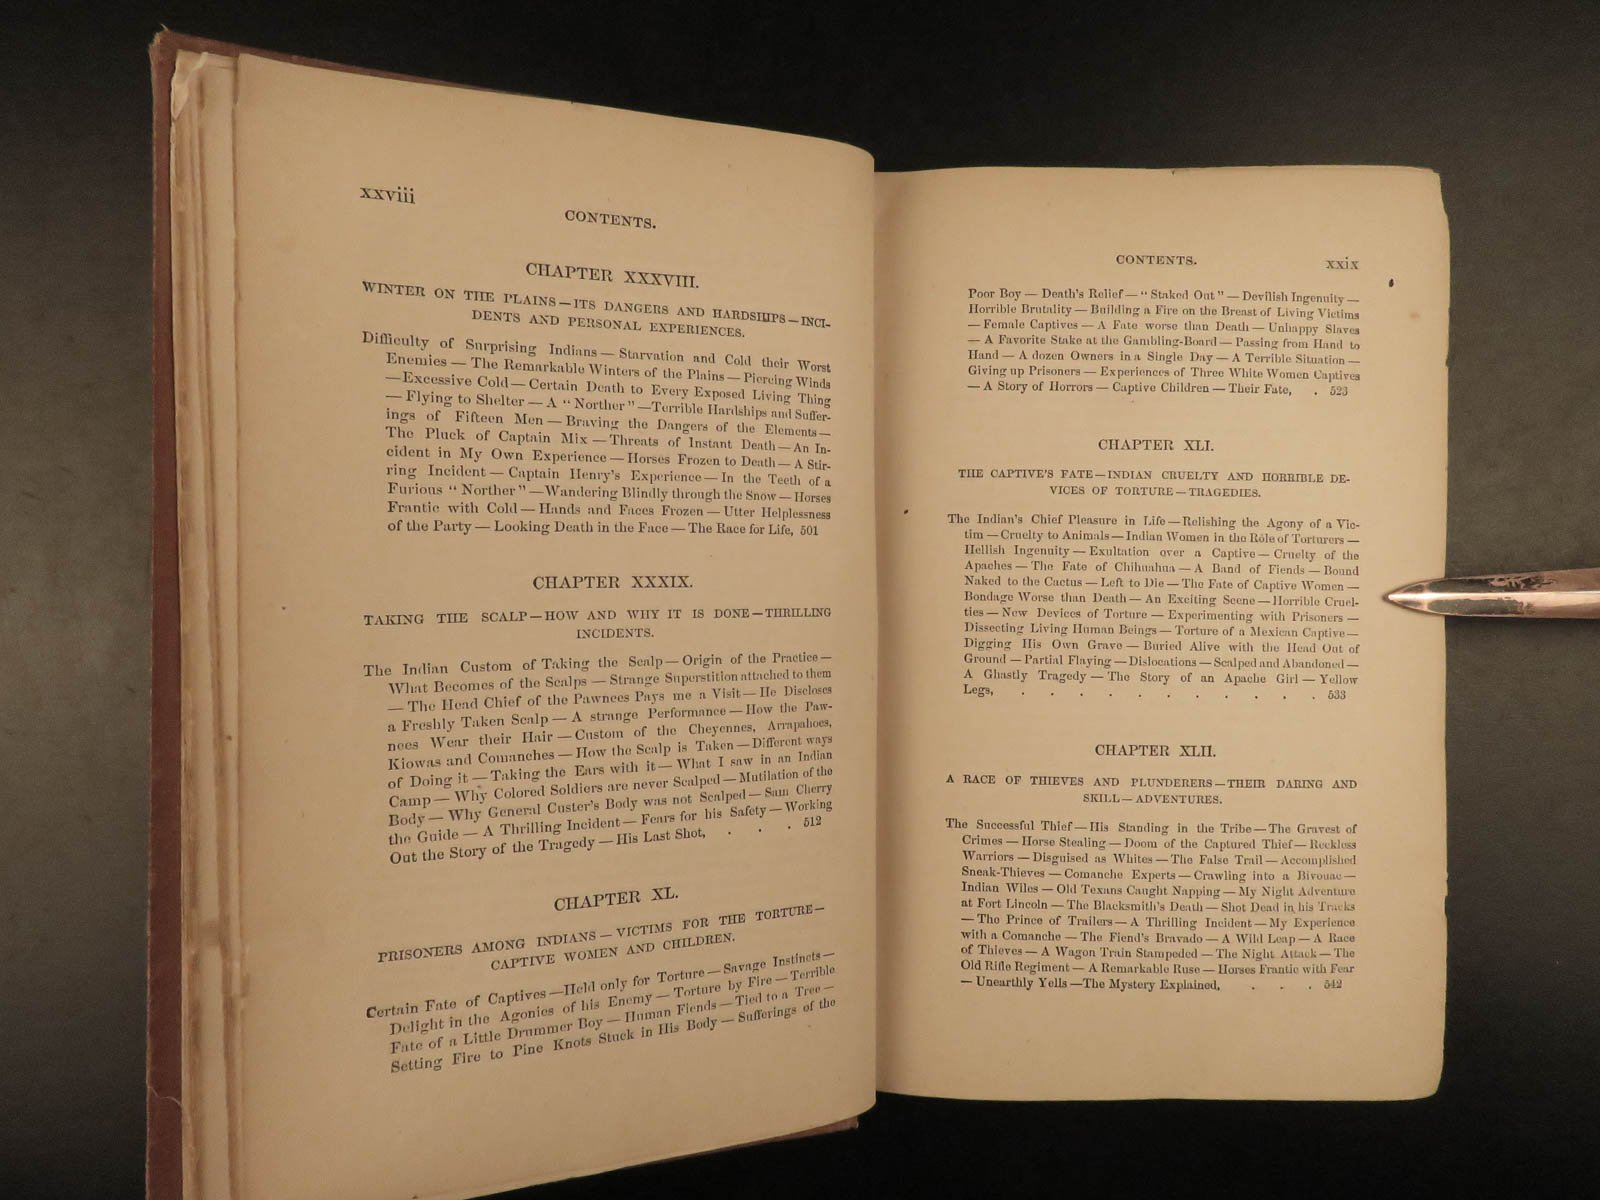 xxviii
CONTENTS.
CHAPTER XXXVIII.
WINTER ON THE PLAINS—ITS DANGERS AND HARDSHIPS—INCI-
DENTS AND PERSONAL EXPERIENCES.
Difficulty of Surprising Indians — Starvation and Cold their Worst
Enemies — The Remarkable Winters of the Plains — Piercing Winds
—Excessive Cold — Certain Death to Every Exposed Living Thing
— Flying to Shelter — A "Norther" — Terrible Hardships and Suffer-
ings of Fifteen Men — Braving the Dangers of the Elements —
The Pluck of Captain Mix — Threats of Instant Death — An In-
cident in My Own Experience — Horses Frozen to Death — A Stir-
ring Incident — Captain Henry's Experience — In the Teeth of a
Furious "Norther" — Wandering Blindly through the Snow — Horses
Frantic with Cold — Hands and Faces Frozen — Utter Helplessness
of the Party — Looking Death in the Face — The Race for Life, 501
CHAPTER XXXIX.
TAKING THE SCALP—HOW AND WHY IT IS DONE—THRILLING
INCIDENTS.
The Indian Custom of Taking the Scalp — Origin of the Practice —
What Becomes of the Scalps — Strange Superstition attached to them
— The Head Chief of the Pawnees Pays me a Visit — He Discloses
a Freshly Taken Scalp — A strange Performance — How the Paw-
nees Wear their Hair — Custom of the Cheyennes, Arrapahoes,
Kiowas and Comanches — How the Scalp is Taken — Different ways
of Doing it — Taking the Ears with it — What I saw in an Indian
Camp — Why Colored Soldiers are never Scalped — Mutilation of the
Body — Why General Custer's Body was not Scalped — Sam Cherry
the Guide — A Thrilling Incident — Fears for his Safety — Working
Out the Story of the Tragedy — His Last Shot, . . . 512
CHAPTER XL.
PRISONERS AMONG INDIANS — VICTIMS FOR THE TORTURE—
CAPTIVE WOMEN AND CHILDREN.
Certain Fate of Captives — Held only for Torture — Savage Instincts —
Delight in the Agonies of his Enemy — Torture by Fire — Terrible
Fate of a Little Drummer Boy — Human Fiends — Tied to a Tree —
Setting Fire to Pine Knots Stuck in His Body — Sufferings of the
CONTENTS. xxix
Poor Boy — Death's Relief — "Staked Out" — Devilish Ingenuity —
Horrible Brutality — Building a Fire on the Breast of Living Victims
— Female Captives — A Fate worse than Death — Unhappy Slaves
— A Favorite Stake at the Gambling-Board — Passing from Hand to
Hand — A dozen Owners in a Single Day — A Terrible Situation —
Giving up Prisoners — Experiences of Three White Women Captives
— A Story of Horrors — Captive Children — Their Fate, . 523
CHAPTER XLI.
THE CAPTIVE'S FATE—INDIAN CRUELTY AND HORRIBLE DE-
VICES OF TORTURE — TRAGEDIES.
The Indian's Chief Pleasure in Life — Relishing the Agony of a Vic-
tim — Cruelty to Animals — Indian Women in the Rôle of Torturers —
Hellish Ingenuity — Exultation over a Captive — Cruelty of the
Apaches — The Fate of Chihuahua — A Band of Fiends — Bound
Naked to the Cactus — Left to Die — The Fate of Captive Women —
Bondage Worse than Death — An Exciting Scene — Horrible Cruel-
ties — New Devices of Torture — Experimenting with Prisoners —
Dissecting Living Human Beings — Torture of a Mexican Captive —
Digging His Own Grave — Buried Alive with the Head Out of
Ground — Partial Flaying — Dislocations — Scalped and Abandoned —
A Ghastly Tragedy — The Story of an Apache Girl — Yellow
Legs, . . . . . . . . . . . 533
CHAPTER XLII.
A RACE OF THIEVES AND PLUNDERERS — THEIR DARING AND
SKILL — ADVENTURES.
The Successful Thief — His Standing in the Tribe — The Gravest of
Crimes — Horse Stealing — Doom of the Captured Thief — Reckless
Warriors — Disguised as Whites — The False Trail — Accomplished
Sneak-Thieves — Comanche Experts — Crawling into a Bivouac —
Indian Wiles — Old Texans Caught Napping — My Night Adventure
at Fort Lincoln — The Blacksmith's Death — Shot Dead in his Tracks
— The Prince of Trailers — A Thrilling Incident — My Experience
with a Comanche — The Fiend's Bravado — A Wild Leap — A Race
of Thieves — A Wagon Train Stampeded — The Night Attack — The
Old Rifle Regiment — A Remarkable Ruse — Horses Frantic with Fear
— Unearthly Yells — The Mystery Explained, . . . 542